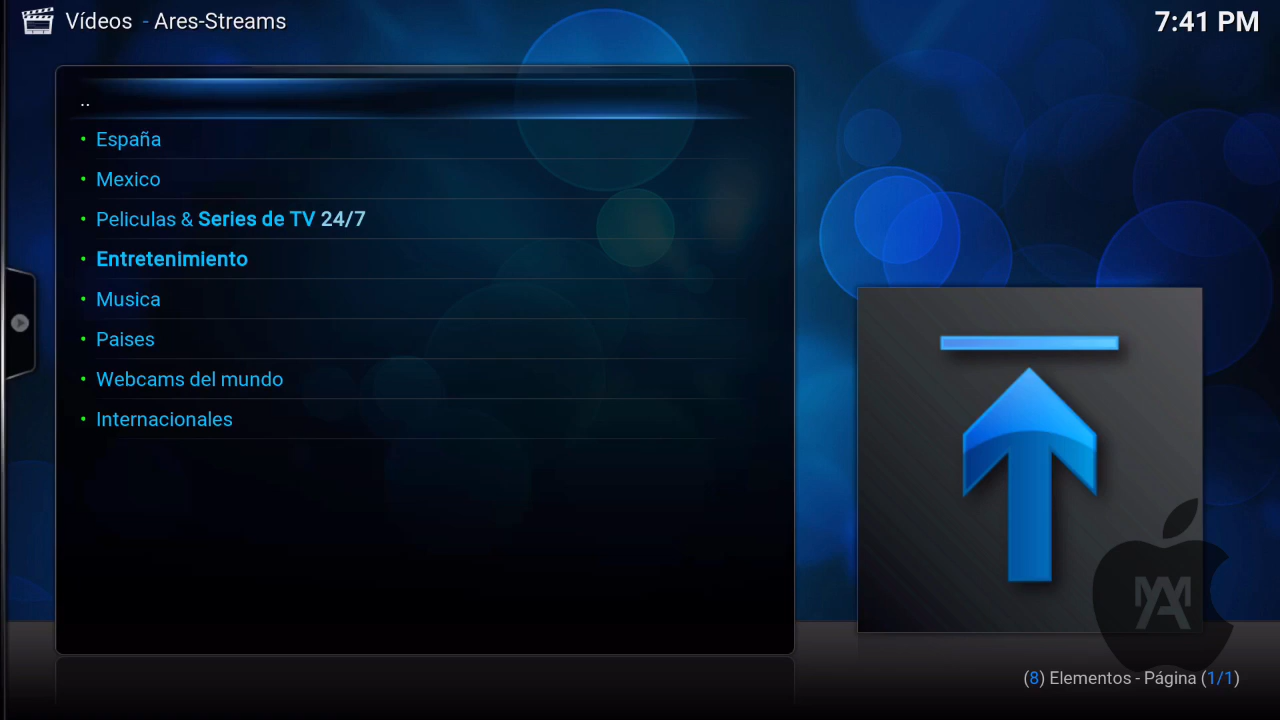 Vídeos - Ares-Streams
7:41 PM
..
• España
• Mexico
• Peliculas & Series de TV 24/7
• Entretenimiento
• Musica
• Paises
• Webcams del mundo
• Internacionales
(8) Elementos - Página (1/1)